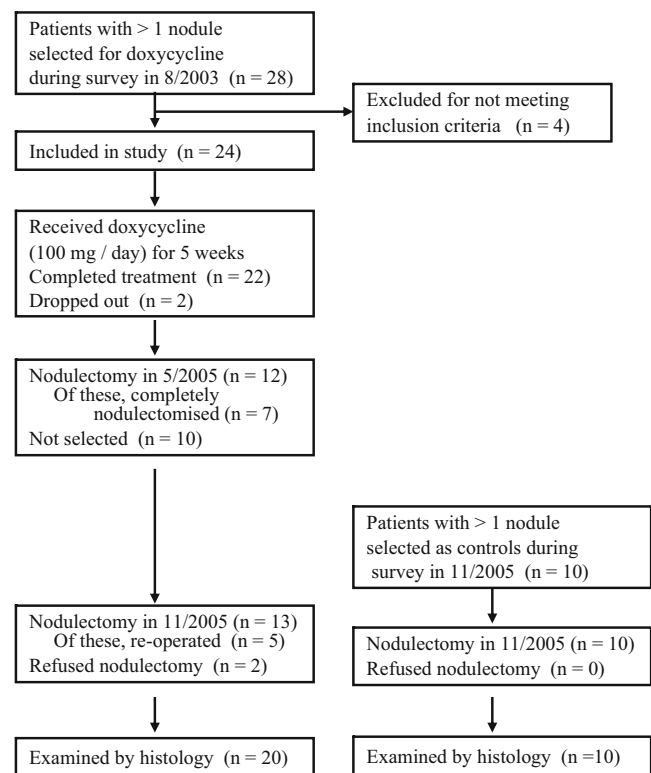 Patients with > 1 nodule
selected for doxycycline
during survey in 8/2003 (n = 28)
Excluded for not meeting
inclusion criteria (n = 4)
Included in study (n = 24)
Received doxycycline
(100 mg / day) for 5 weeks
Completed treatment (n = 22)
Dropped out (n = 2)
Nodulectomy in 5/2005 (n = 12)
Of these, completely
nodulectomised (n = 7)
Not selected (n = 10)
Patients with > 1 nodule
selected as controls during
survey in 11/2005 (n = 10)
Nodulectomy in 11/2005 (n = 13)
Of these, re-operated (n = 5)
Refused nodulectomy (n = 2)
Nodulectomy in 11/2005 (n = 10)
Refused nodulectomy (n = 0)
Examined by histology (n = 20)
Examined by histology (n =10)